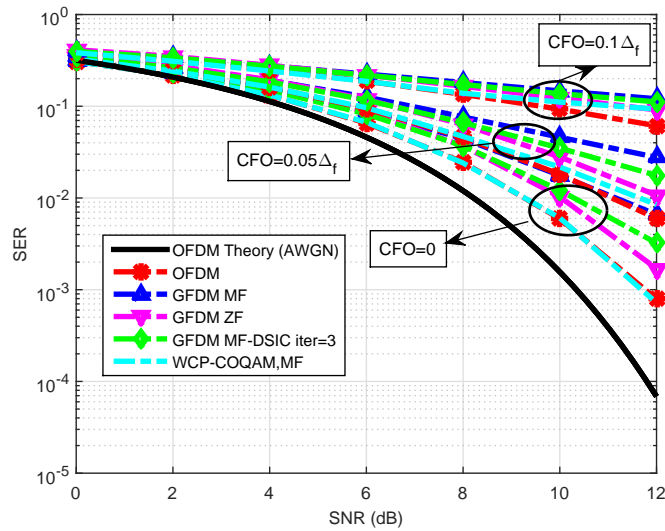 10^0
10^-1
10^-2
10^-3
10^-4
10^-5
SER
CFO=0.1Δ_f
CFO=0.05Δ_f
CFO=0
OFDM Theory (AWGN)
OFDM
GFDM MF
GFDM ZF
GFDM MF-DSIC iter=3
WCP-COQAM,MF
0 2 4 6 8 10 12
SNR (dB)